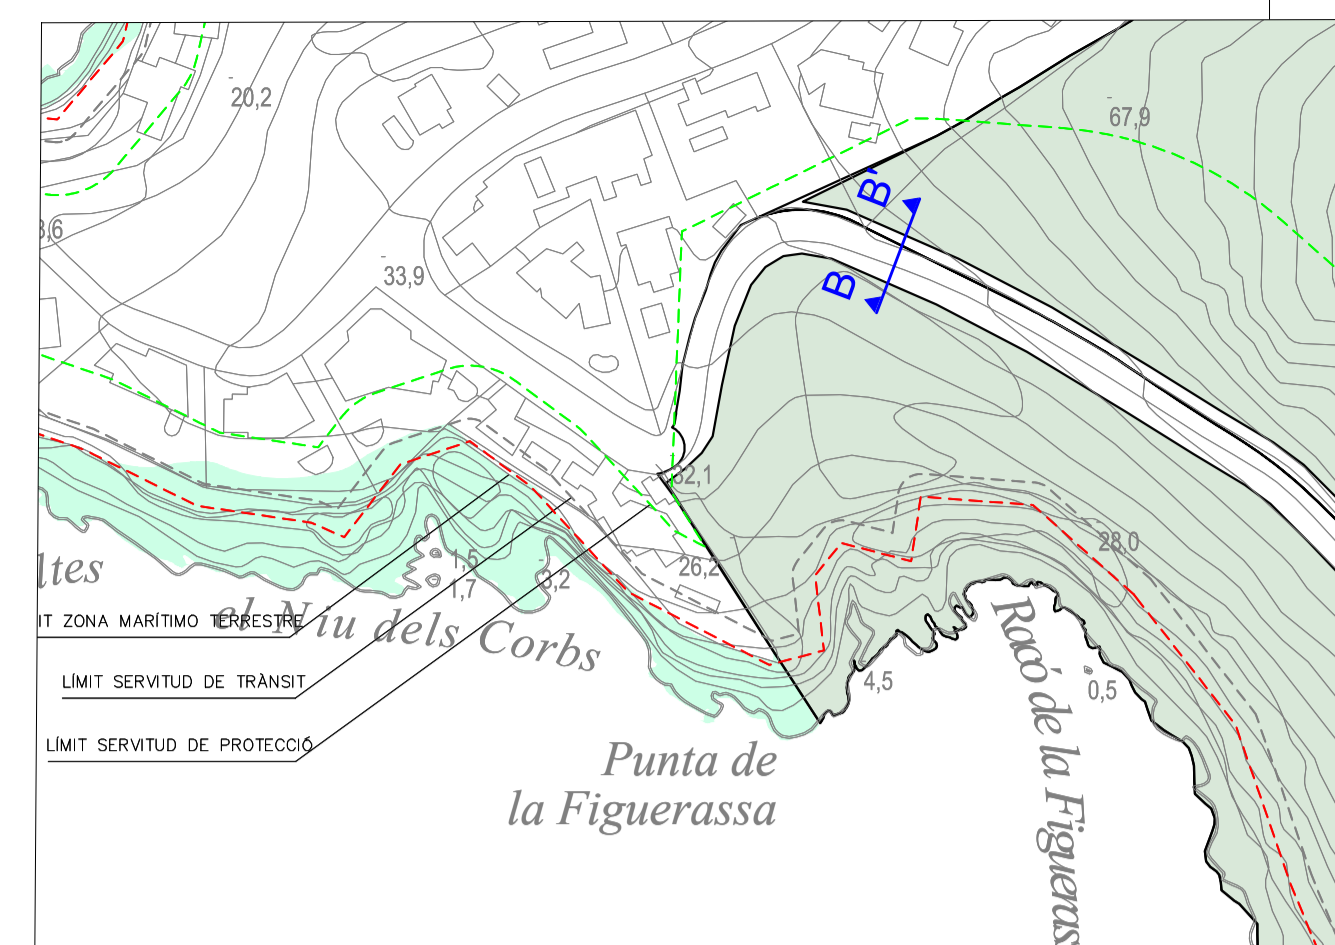 20,2
67,9
B'
3,6
33,9
B
32,1
28,0
1,5
1,7
3,2
26,2
ltes
IT ZONA MARÍTIMO TERRESTRE
el Niu dels Corbs
LÍMIT SERVITUD DE TRÀNSIT
4,5
0,5
LÍMIT SERVITUD DE PROTECCIÓ
Punta de
la Figuerassa
Racó de la Figueras